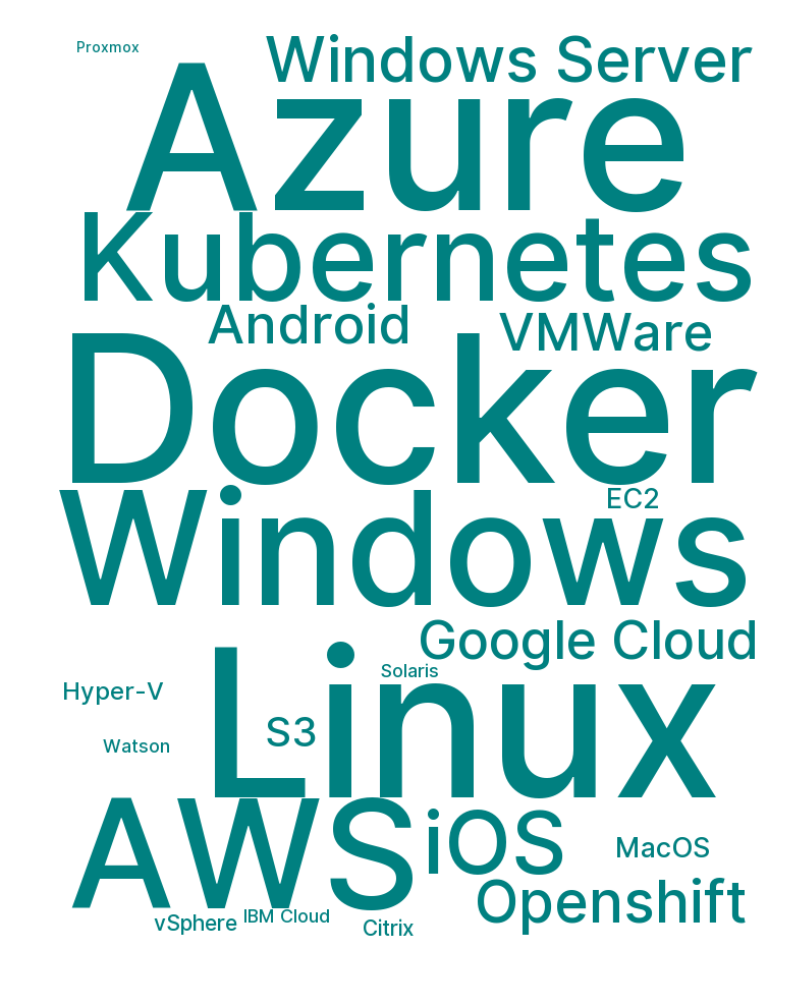 Proxmox
Windows Server
Azure
Kubernetes
Android
VMWare
Docker
EC2
Windows
Google Cloud
Solaris
Hyper-V
S3
Linux
Watson
AWS
iOS
MacOS
Openshift
vSphere
IBM Cloud
Citrix